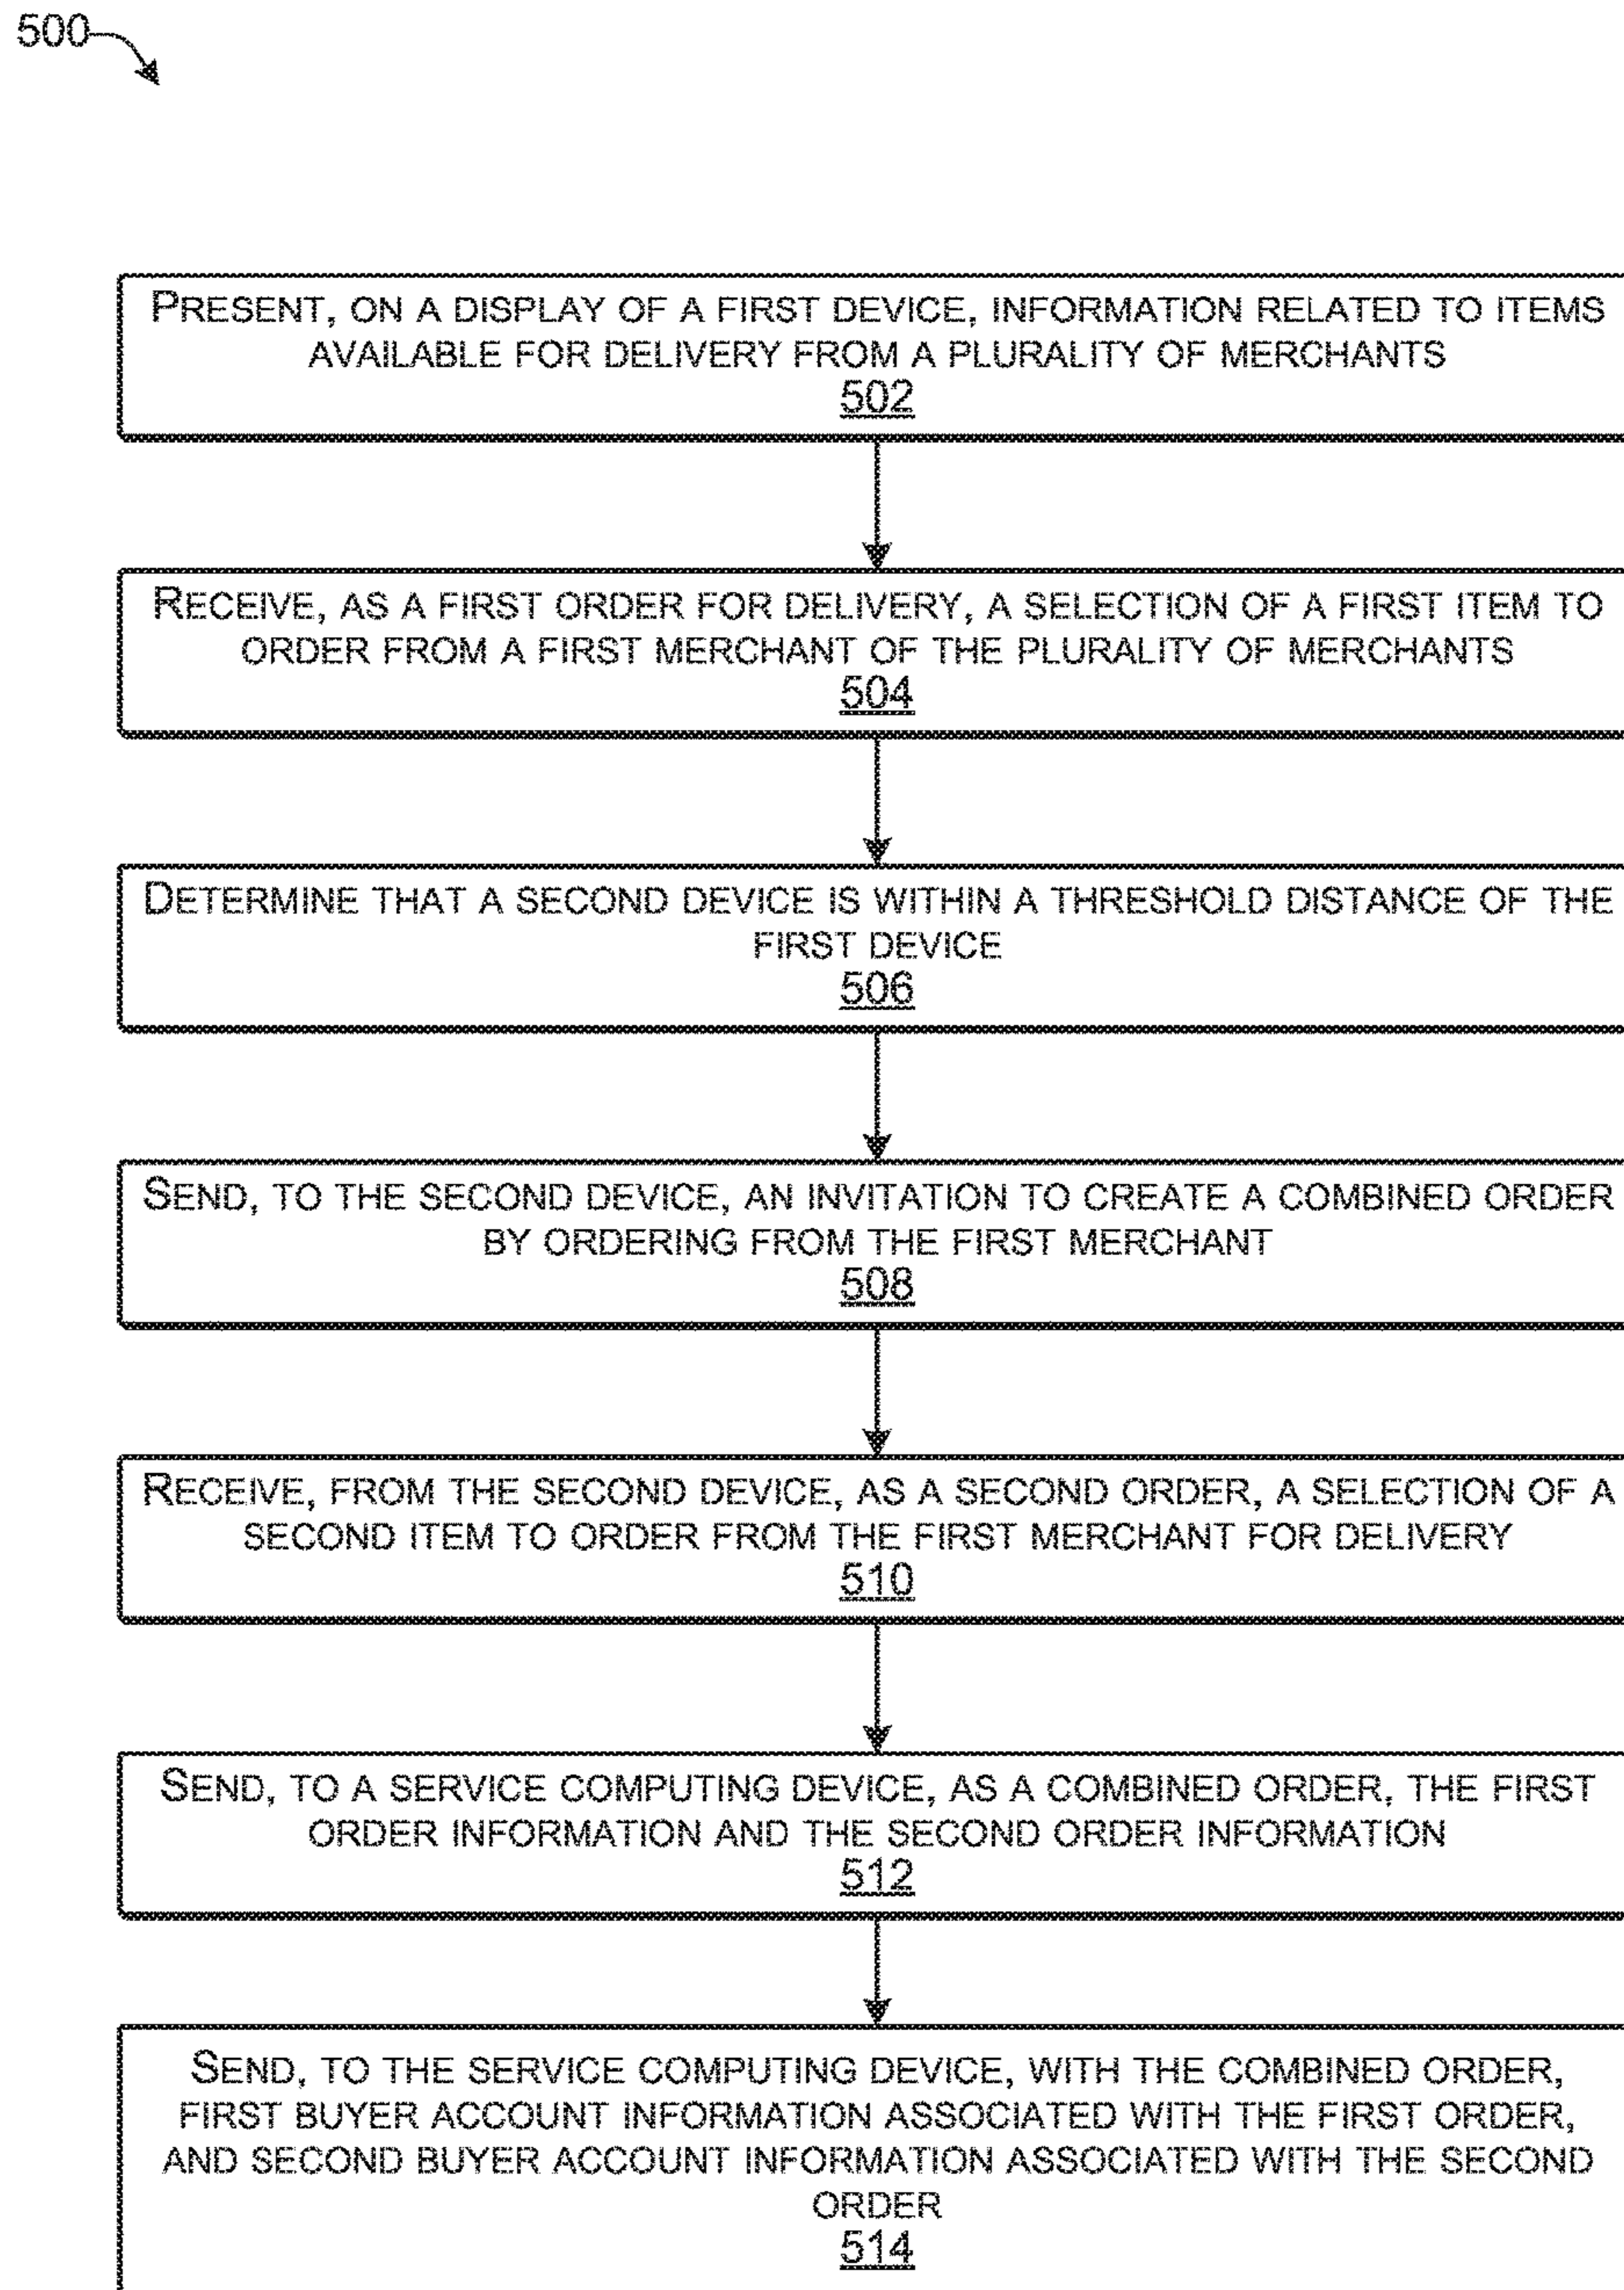 500
PRESENT, ON A DISPLAY OF A FIRST DEVICE, INFORMATION RELATED TO ITEMS
AVAILABLE FOR DELIVERY FROM A PLURALITY OF MERCHANTS
502
RECEIVE, AS A FIRST ORDER FOR DELIVERY, A SELECTION OF A FIRST ITEM TO
ORDER FROM A FIRST MERCHANT OF THE PLURALITY OF MERCHANTS
504
DETERMINE THAT A SECOND DEVICE IS WITHIN A THRESHOLD DISTANCE OF THE
FIRST DEVICE
506
SEND, TO THE SECOND DEVICE, AN INVITATION TO CREATE A COMBINED ORDER
BY ORDERING FROM THE FIRST MERCHANT
508
RECEIVE, FROM THE SECOND DEVICE, AS A SECOND ORDER, A SELECTION OF A
SECOND ITEM TO ORDER FROM THE FIRST MERCHANT FOR DELIVERY
510
SEND, TO A SERVICE COMPUTING DEVICE, AS A COMBINED ORDER, THE FIRST
ORDER INFORMATION AND THE SECOND ORDER INFORMATION
512
SEND, TO THE SERVICE COMPUTING DEVICE, WITH THE COMBINED ORDER,
FIRST BUYER ACCOUNT INFORMATION ASSOCIATED WITH THE FIRST ORDER,
AND SECOND BUYER ACCOUNT INFORMATION ASSOCIATED WITH THE SECOND
ORDER
514